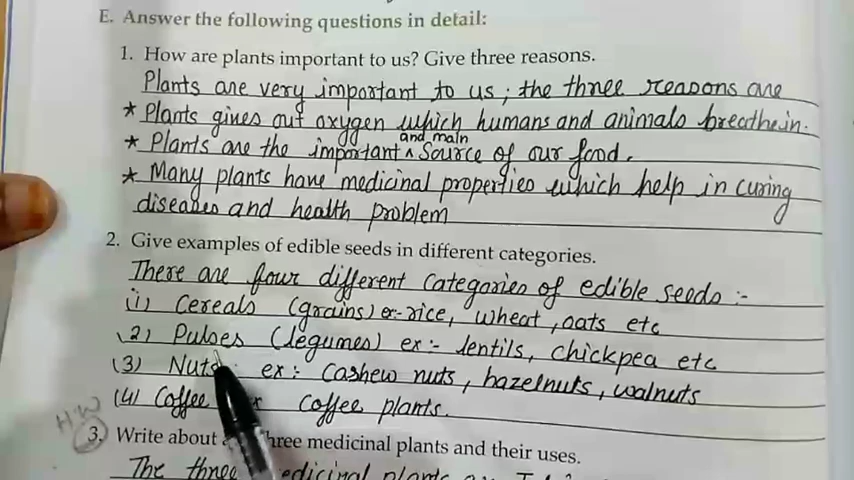 E. Answer the following questions in detail:
1. How are plants important to us? Give three reasons.
Plants are very important to us; the three reasons are
* Plants gives out oxygen which humans and animals breathein.
and main
* Plants are the important ^ Source of our food.
* Many plants have medicinal properties which help in curing
diseases and health problem
2. Give examples of edible seeds in different categories.
There are four different Categories of edible seeds :-
(i) Cereals (grains) ex-rice, wheat, oats etc
(2) Pulses (legumes) ex:- lentils, chickpea etc
(3) Nuts ex:- Cashew nuts, hazelnuts, walnuts
(4) Coffee coffee plants.
H.W
3. Write about three medicinal plants and their uses.
The three medicinal plants